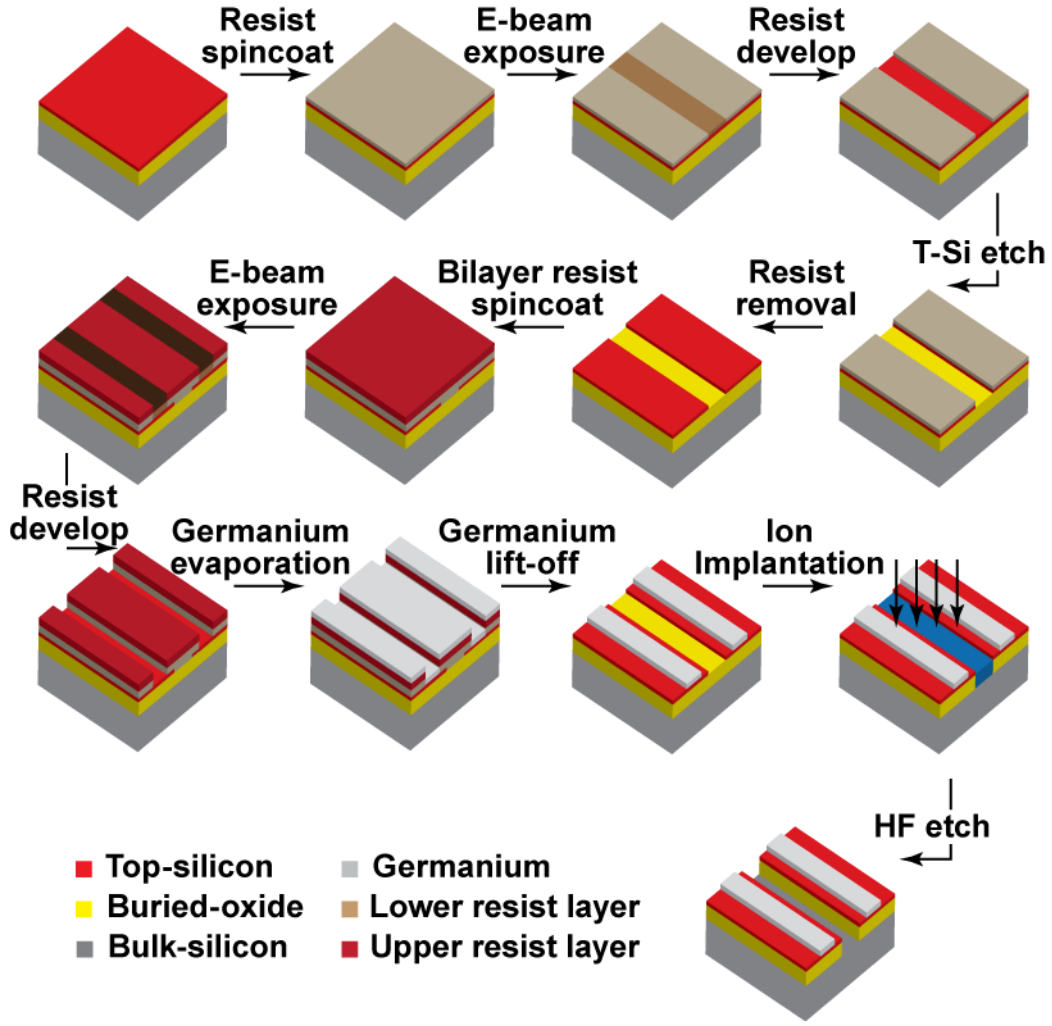 Resist
spincoat
E-beam
exposure
Resist
develop
T-Si etch
Resist
removal
Bilayer resist
spincoat
E-beam
exposure
Resist
develop
Germanium
evaporation
Germanium
lift-off
Ion
Implantation
HF etch
Top-silicon
Buried-oxide
Bulk-silicon
Germanium
Lower resist layer
Upper resist layer